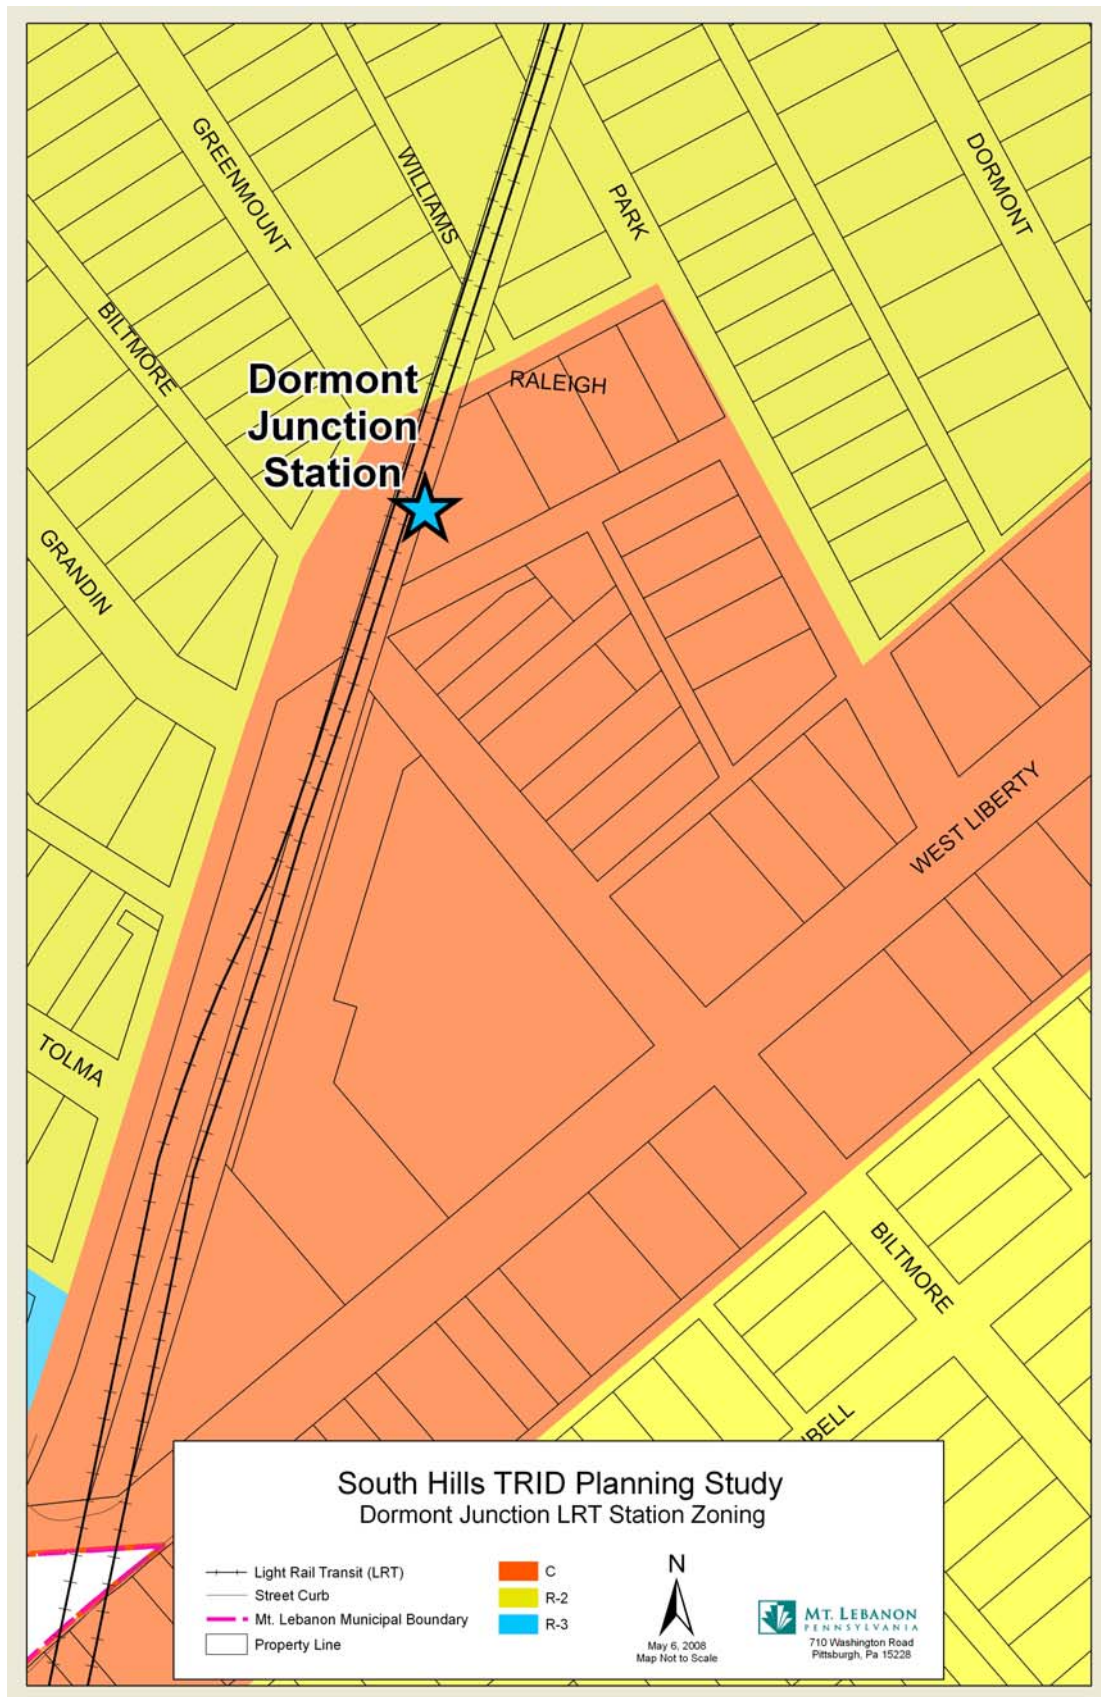 GREENMOUNT
WILLIAMS
PARK
DORMONT
BILTMORE
Dormont
Junction
Station
RALEIGH
GRANDIN
WEST LIBERTY
TOLMA
BILTMORE
BELL
South Hills TRID Planning Study
Dormont Junction LRT Station Zoning
Light Rail Transit (LRT)
Street Curb
Mt. Lebanon Municipal Boundary
Property Line
C
R-2
R-3
N
May 6, 2008
Map Not to Scale
MT. LEBANON
PENNSYLVANIA
710 Washington Road
Pittsburgh, Pa 15228